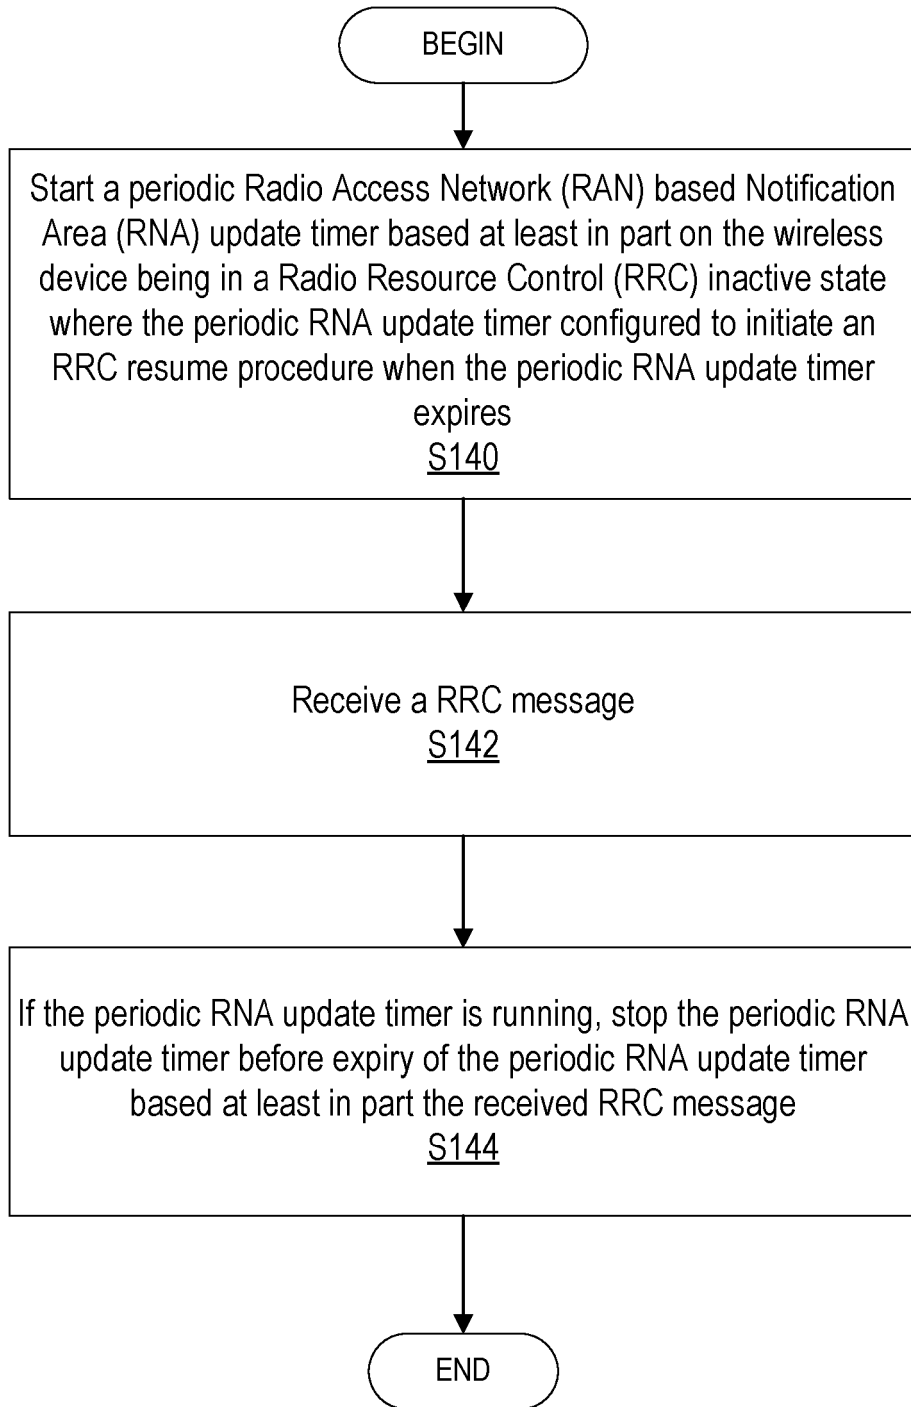 BEGIN
Start a periodic Radio Access Network (RAN) based Notification
Area (RNA) update timer based at least in part on the wireless
device being in a Radio Resource Control (RRC) inactive state
where the periodic RNA update timer configured to initiate an
RRC resume procedure when the periodic RNA update timer
expires
S140
Receive a RRC message
S142
If the periodic RNA update timer is running, stop the periodic RNA
update timer before expiry of the periodic RNA update timer
based at least in part the received RRC message
S144
END